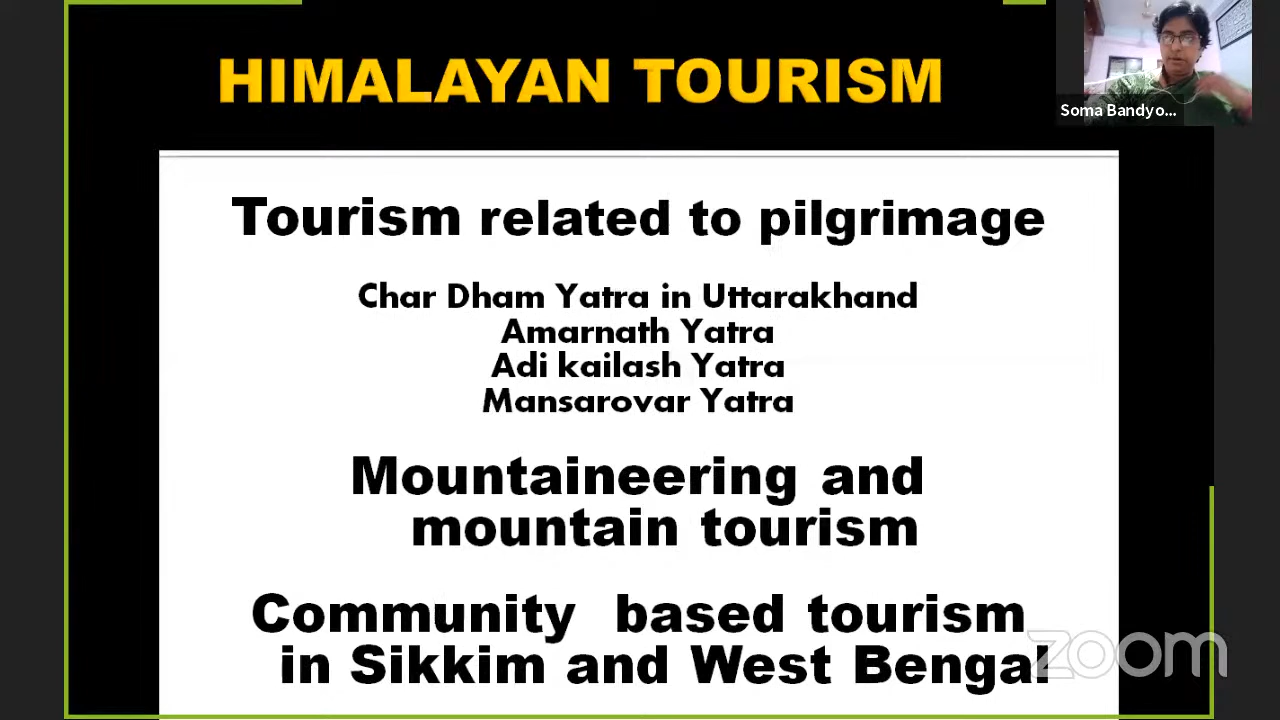 HIMALAYAN TOURISM
Soma Bandyo...
Tourism related to pilgrimage
Char Dham Yatra in Uttarakhand
Amarnath Yatra
Adi kailash Yatra
Mansarovar Yatra
Mountaineering and
mountain tourism
Community based tourism
in Sikkim and West Bengal
zoom